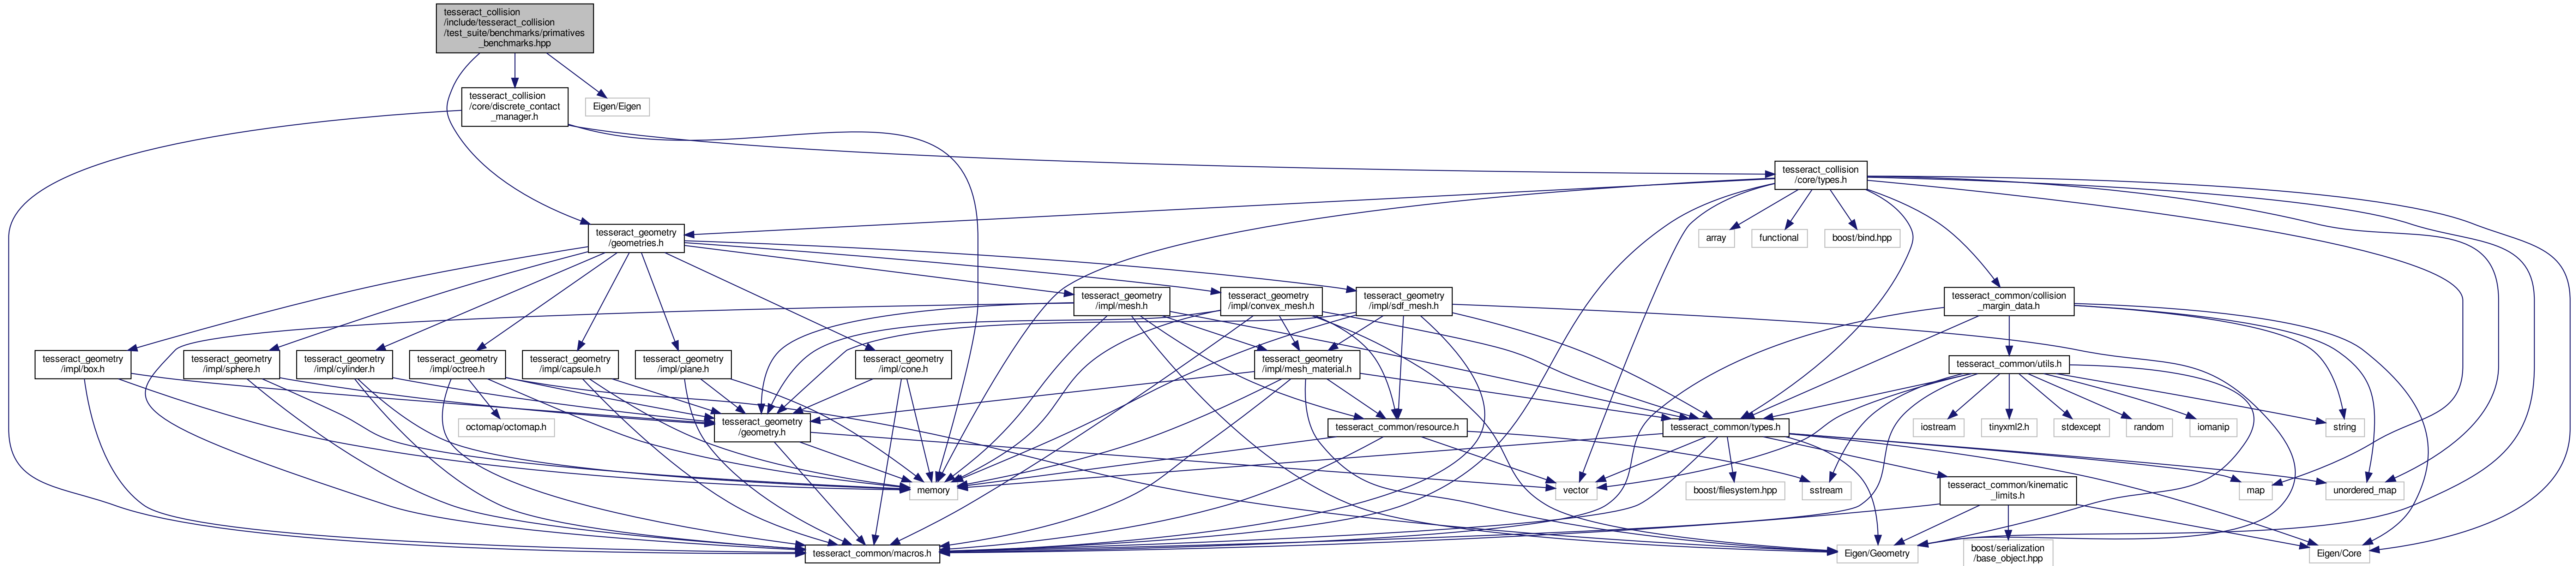 tesseract_collision
/include/tesseract_collision
/test_suite/benchmarks/primatives
_benchmarks.hpp
tesseract_collision
/core/discrete_contact
_manager.h
Eigen/Eigen
tesseract_collision
/core/types.h
tesseract_geometry
/geometries.h
array
functional
boost/bind.hpp
tesseract_geometry
/impl/mesh.h
tesseract_geometry
/impl/convex_mesh.h
tesseract_geometry
/impl/sdf_mesh.h
tesseract_common/collision
_margin_data.h
tesseract_geometry
/impl/box.h
tesseract_geometry
/impl/sphere.h
tesseract_geometry
/impl/cylinder.h
tesseract_geometry
/impl/octree.h
tesseract_geometry
/impl/capsule.h
tesseract_geometry
/impl/plane.h
tesseract_geometry
/impl/cone.h
tesseract_geometry
/impl/mesh_material.h
tesseract_common/utils.h
octomap/octomap.h
tesseract_geometry
/geometry.h
tesseract_common/resource.h
tesseract_common/types.h
iostream
tinyxml2.h
stdexcept
random
iomanip
string
memory
vector
boost/filesystem.hpp
sstream
tesseract_common/kinematic
_limits.h
map
unordered_map
tesseract_common/macros.h
Eigen/Geometry
boost/serialization
/base_object.hpp
Eigen/Core